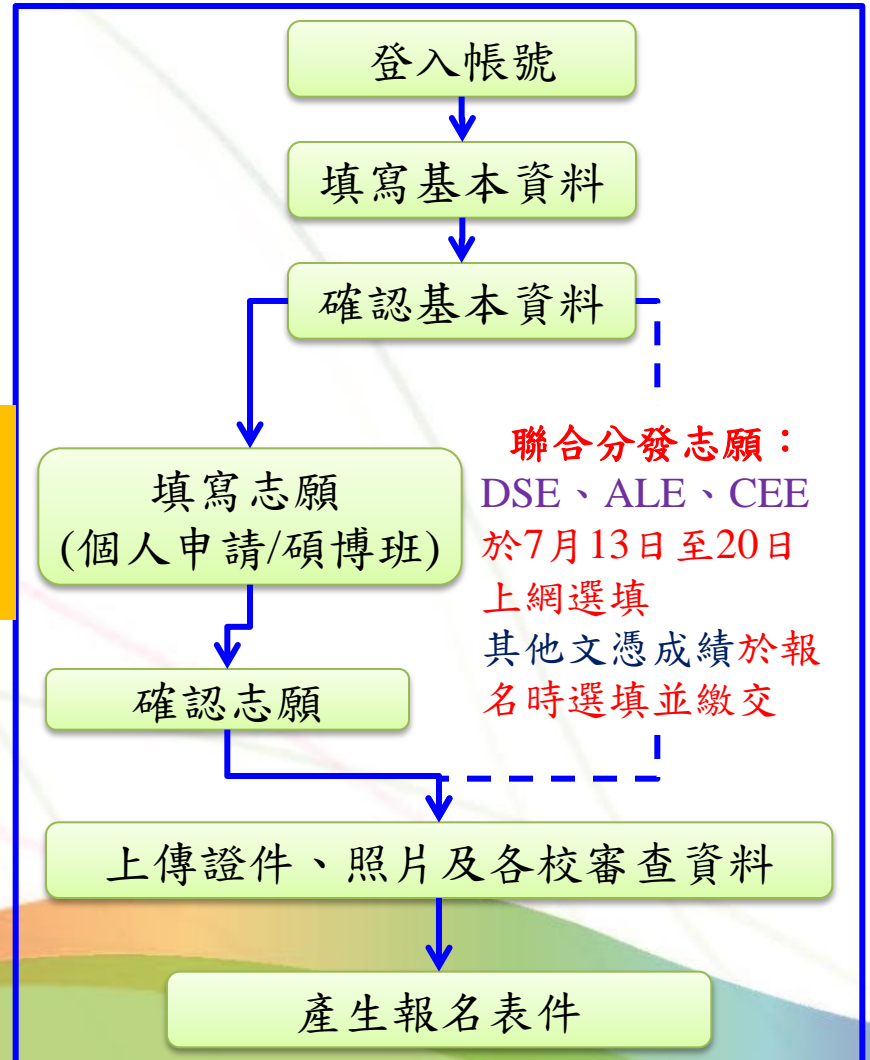 登入帳號
填寫基本資料
確認基本資料
填寫志願
(個人申請/碩博班)
確認志願
聯合分發志願：
DSE、ALE、CEE
於7月13日至20日
上網選填
其他文憑成績於報
名時選填並繳交
上傳證件、照片及各校審查資料
產生報名表件